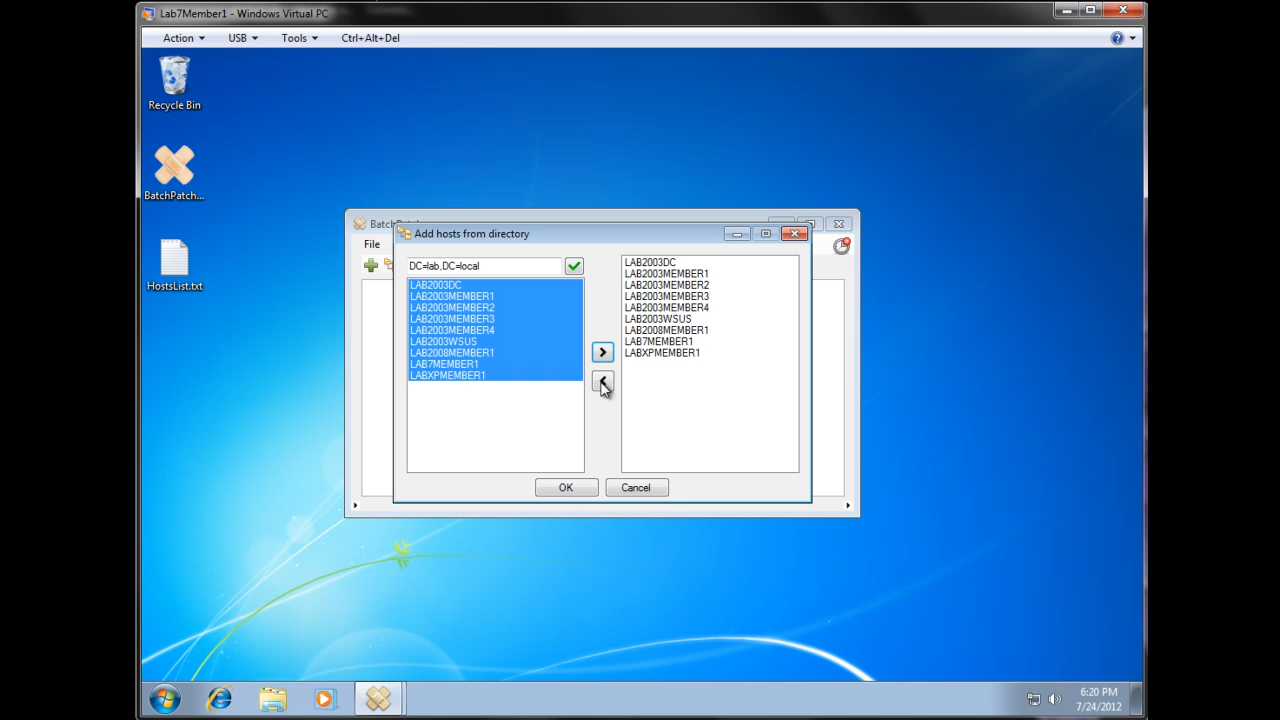 Lab7Member1 - Windows Virtual PC
Action USB Tools Ctrl+Alt+Del
Recycle Bin
BatchPatch...
HostsList.txt
Add hosts from directory
File
DC=lab,DC=local
LAB2003DC
LAB2003MEMBER1
LAB2003MEMBER2
LAB2003MEMBER3
LAB2003MEMBER4
LAB2003WSUS
LAB2008MEMBER1
LAB7MEMBER1
LABXPMEMBER1
LAB2003DC
LAB2003MEMBER1
LAB2003MEMBER2
LAB2003MEMBER3
LAB2003MEMBER4
LAB2003WSUS
LAB2008MEMBER1
LAB7MEMBER1
LABXPMEMBER1
OK Cancel
6:20 PM
7/24/2012